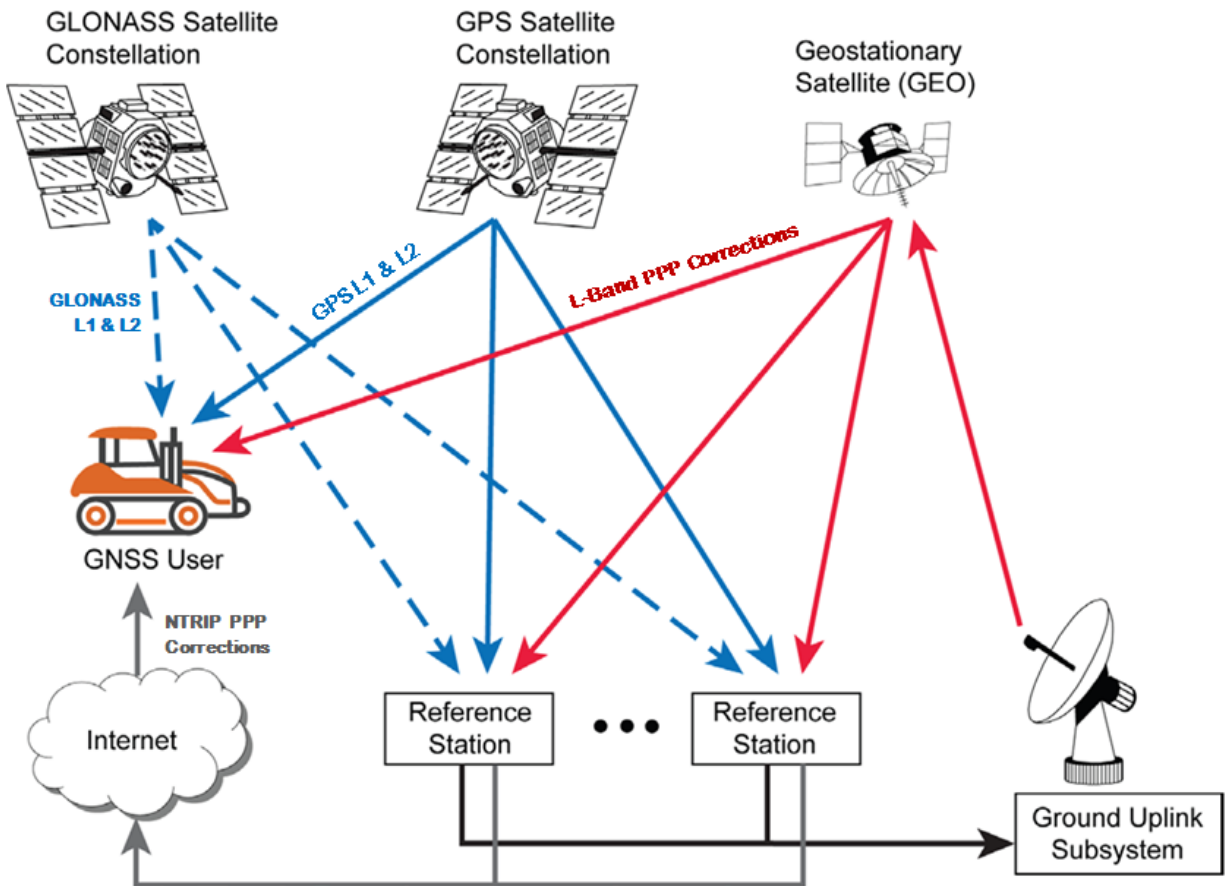 GLONASS Satellite
Constellation
GPS Satellite
Constellation
Geostationary
Satellite (GEO)
GLONASS
L1 & L2
GPS L1 & L2
L-Band PPP Corrections
GNSS User
NTRIP PPP
Corrections
Internet
Reference
Station
Reference
Station
Ground Uplink
Subsystem